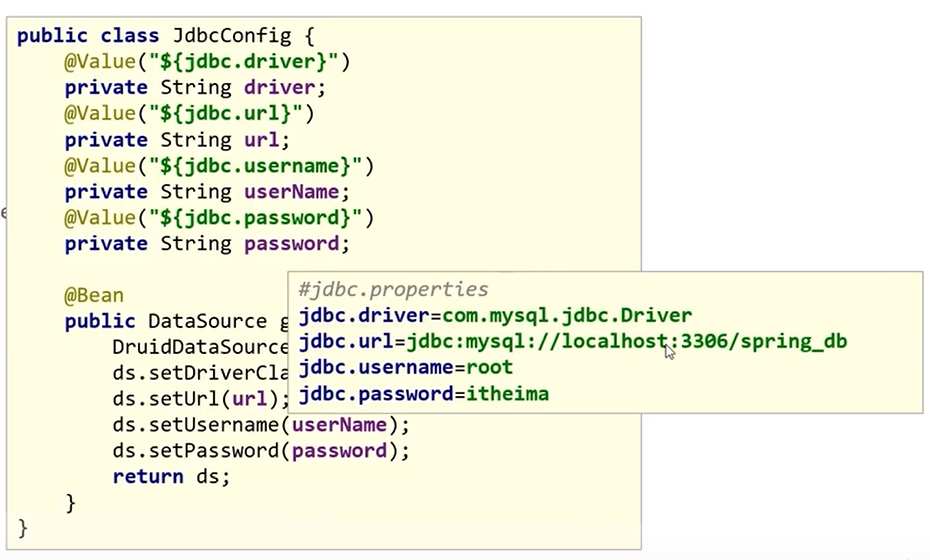 public class JdbcConfig {
@Value("${jdbc.driver}")
private String driver;
@Value("${jdbc.url}")
private String url;
@Value("${jdbc.username}")
private String userName;
@Value("${jdbc.password}")
private String password;
@Bean
public DataSource
DruidDataSource
ds.setDriverCla
ds.setUrl(url);
ds.setUsername(userName);
ds.setPassword(password);
return ds;
}
}
#jdbc.properties
jdbc.driver=com.mysql.jdbc.Driver
jdbc.url=jdbc:mysql://localhost:3306/spring_db
jdbc.username=root
jdbc.password=itheima